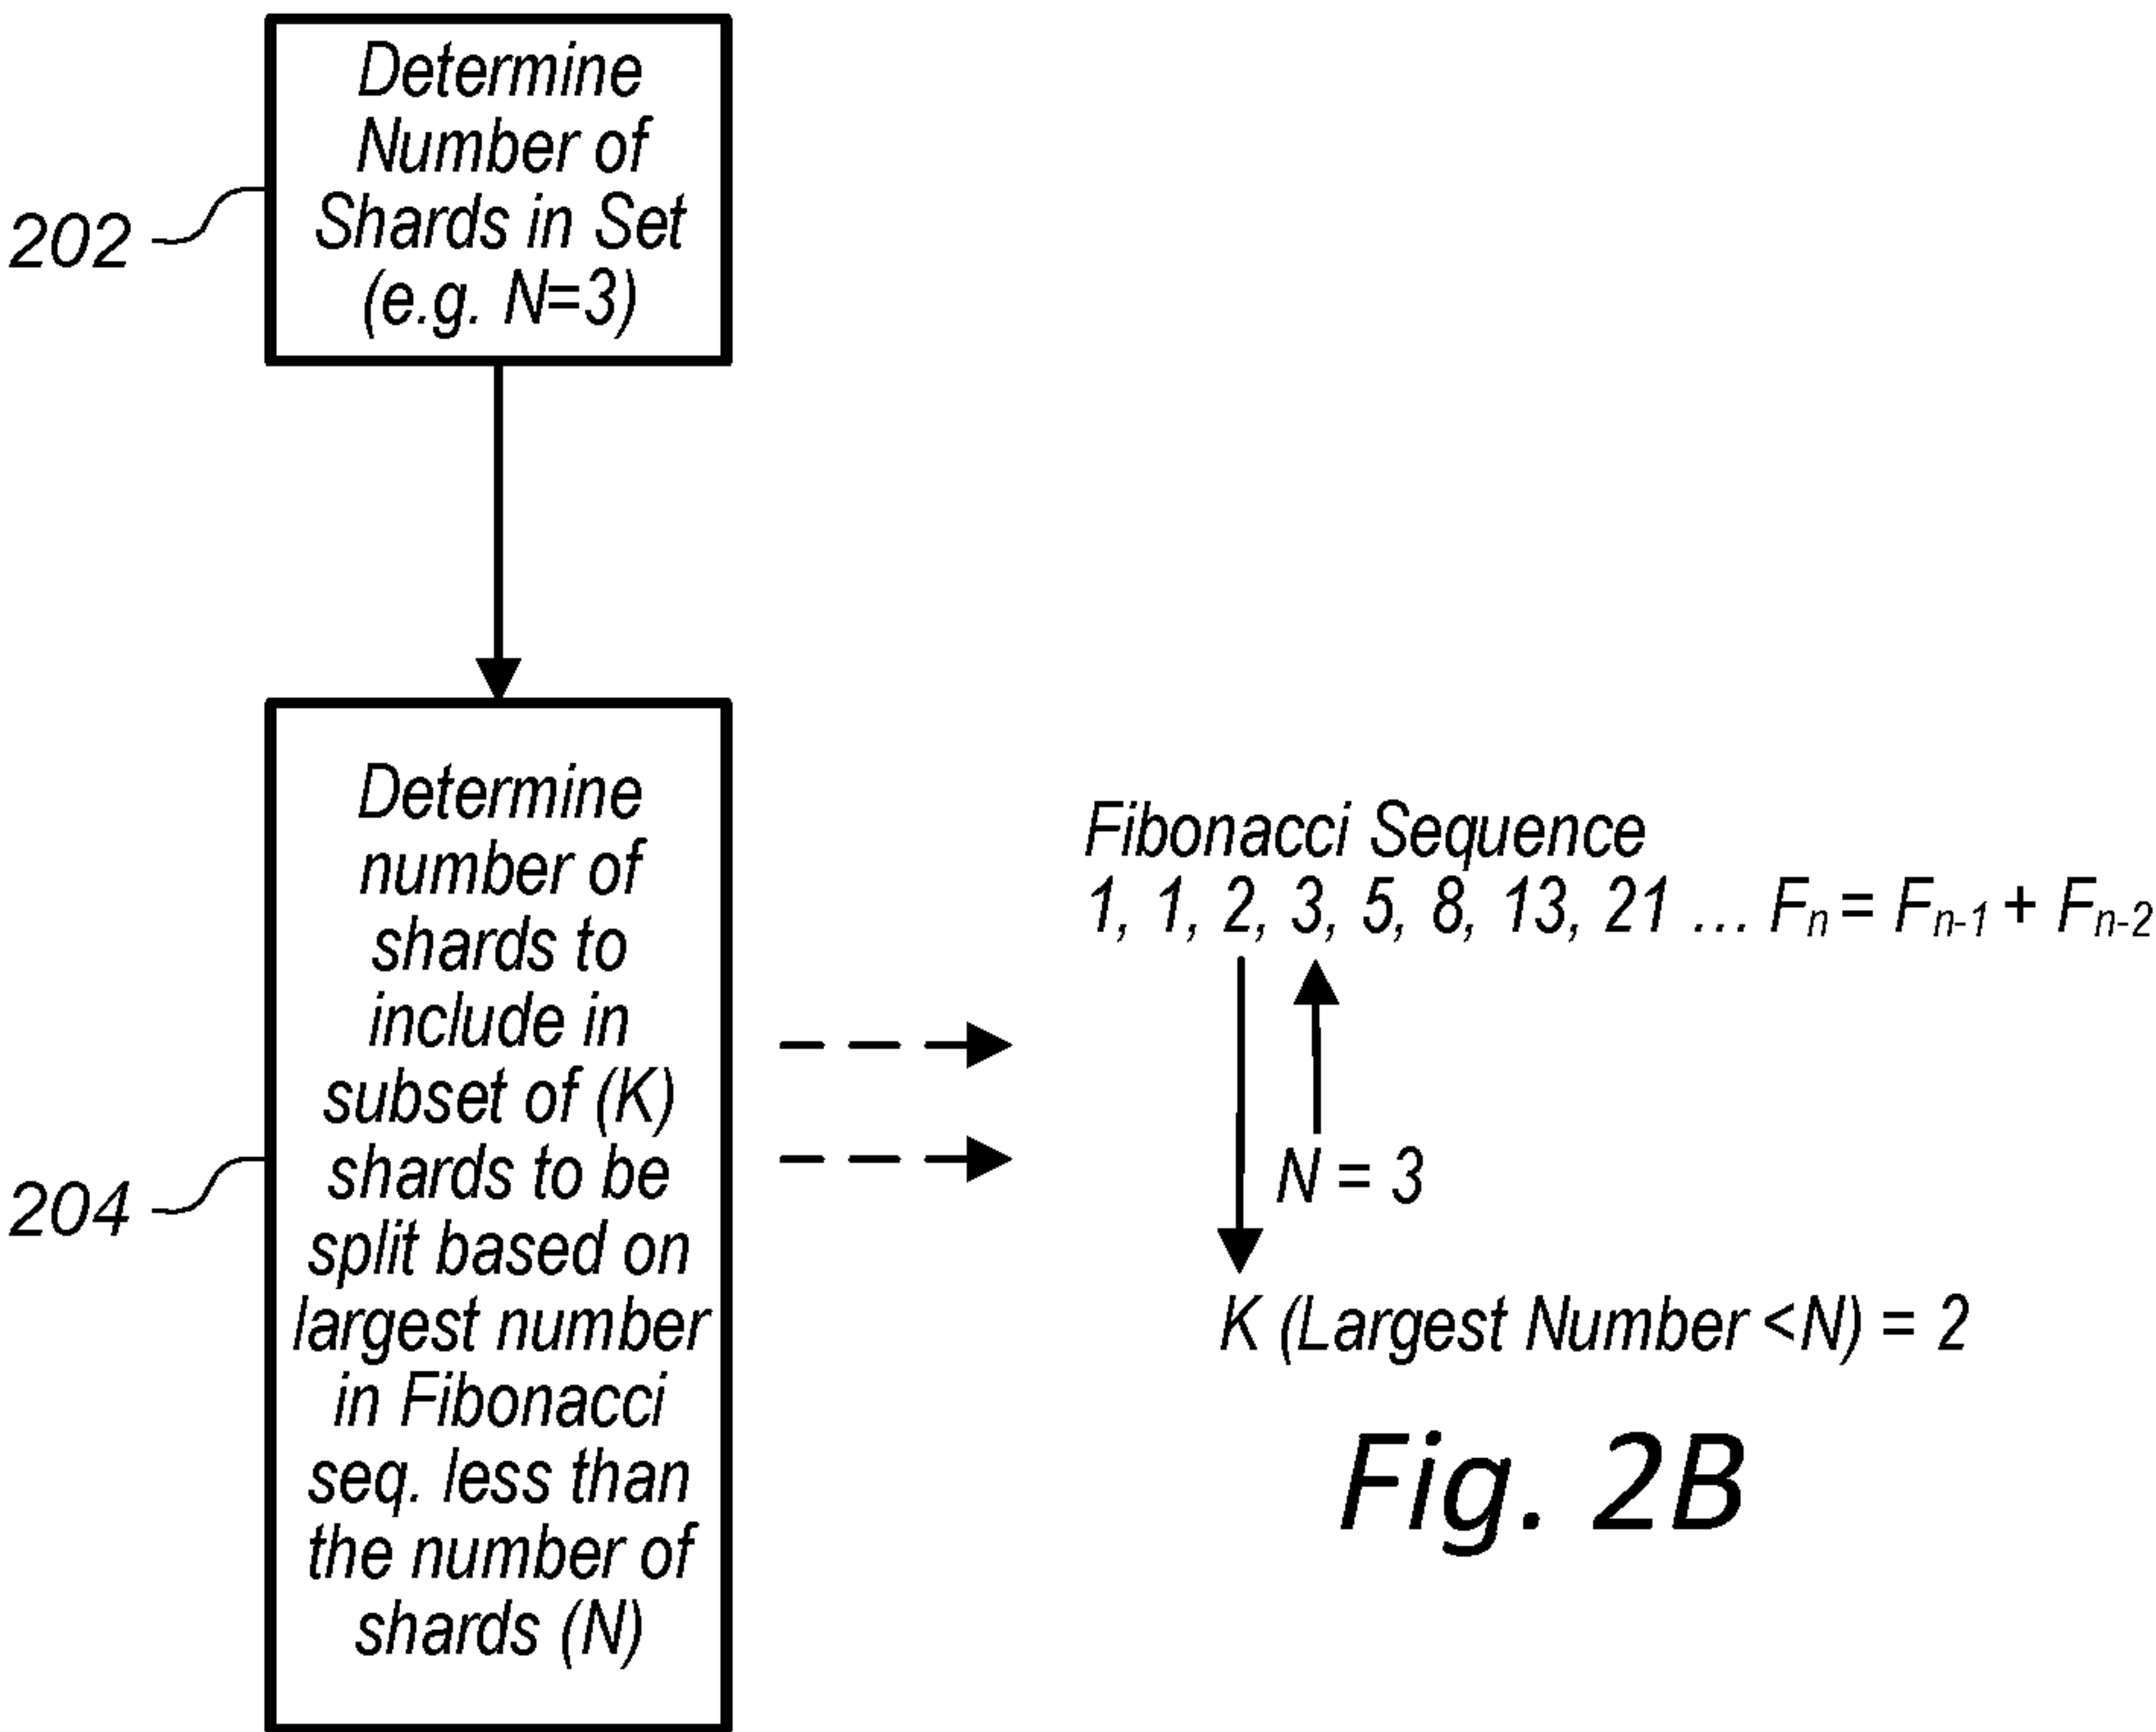 Determine
Number of
Shards in Set
(e.g. N=3)
202
Determine
number of
shards to
include in
subset of (K)
shards to be
split based on
largest number
in Fibonacci
seq. less than
the number of
shards (N)
204
Fibonacci Sequence
1, 1, 2, 3, 5, 8, 13, 21 ... Fn = Fn-1 + Fn-2
N = 3
K (Largest Number <N) = 2
Fig. 2B